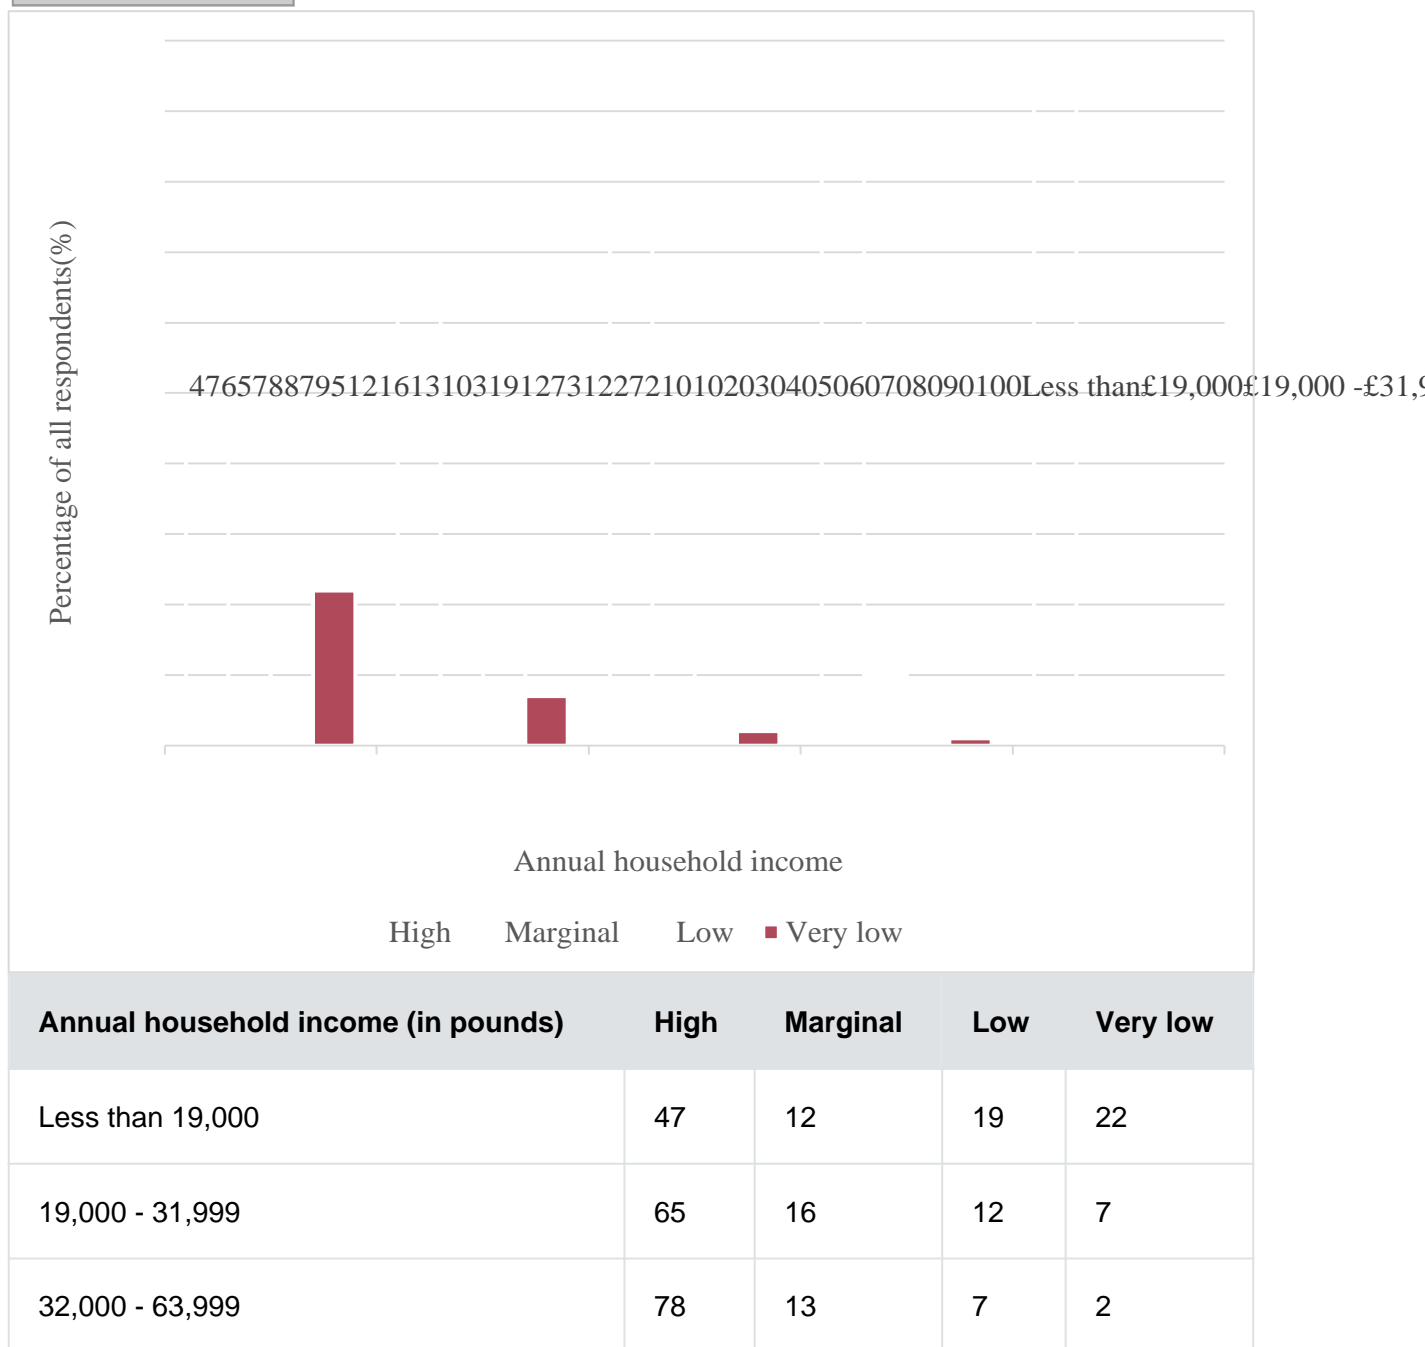 Percentage of all respondents(%)
47657887951216131031912731227210102030405060708090100Less than£19,000£19,000 -£31,9
Annual household income
High Marginal Low Very low
Annual household income (in pounds) High Marginal Low Very low
Less than 19,000 47 12 19 22
19,000 - 31,999 65 16 12 7
32,000 - 63,999 78 13 7 2